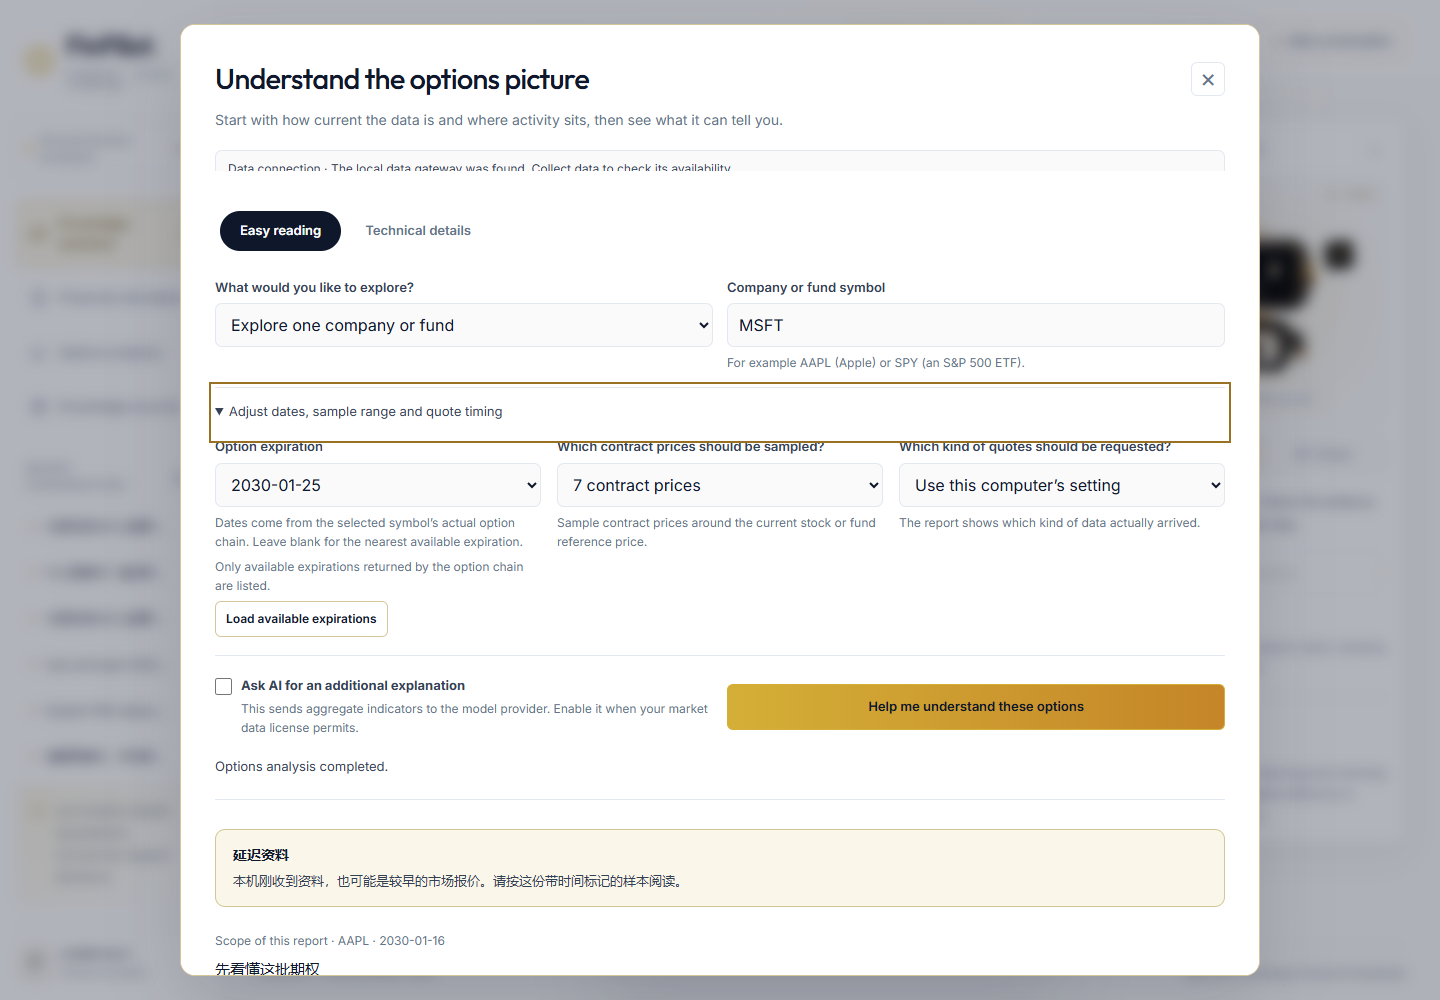 Understand the options picture
Start with how current the data is and where activity sits, then see what it can tell you.
Data connection · The local data gateway was found. Collect data to check its availability.
Easy reading
Technical details
What would you like to explore?
Company or fund symbol
Explore one company or fund
MSFT
For example AAPL (Apple) or SPY (an S&P 500 ETF).
▼ Adjust dates, sample range and quote timing
Option expiration
Which contract prices should be sampled?
Which kind of quotes should be requested?
2030-01-25
7 contract prices
Use this computer’s setting
Dates come from the selected symbol’s actual option
chain. Leave blank for the nearest available expiration.
Sample contract prices around the current stock or fund
reference price.
The report shows which kind of data actually arrived.
Only available expirations returned by the option chain
are listed.
Load available expirations
Ask AI for an additional explanation
This sends aggregate indicators to the model provider. Enable it when your market
data license permits.
Help me understand these options
Options analysis completed.
延迟资料
本机刚收到资料，也可能是较早的市场报价。请按这份带时间标记的样本阅读。
Scope of this report · AAPL · 2030-01-16
先看懂这批期权